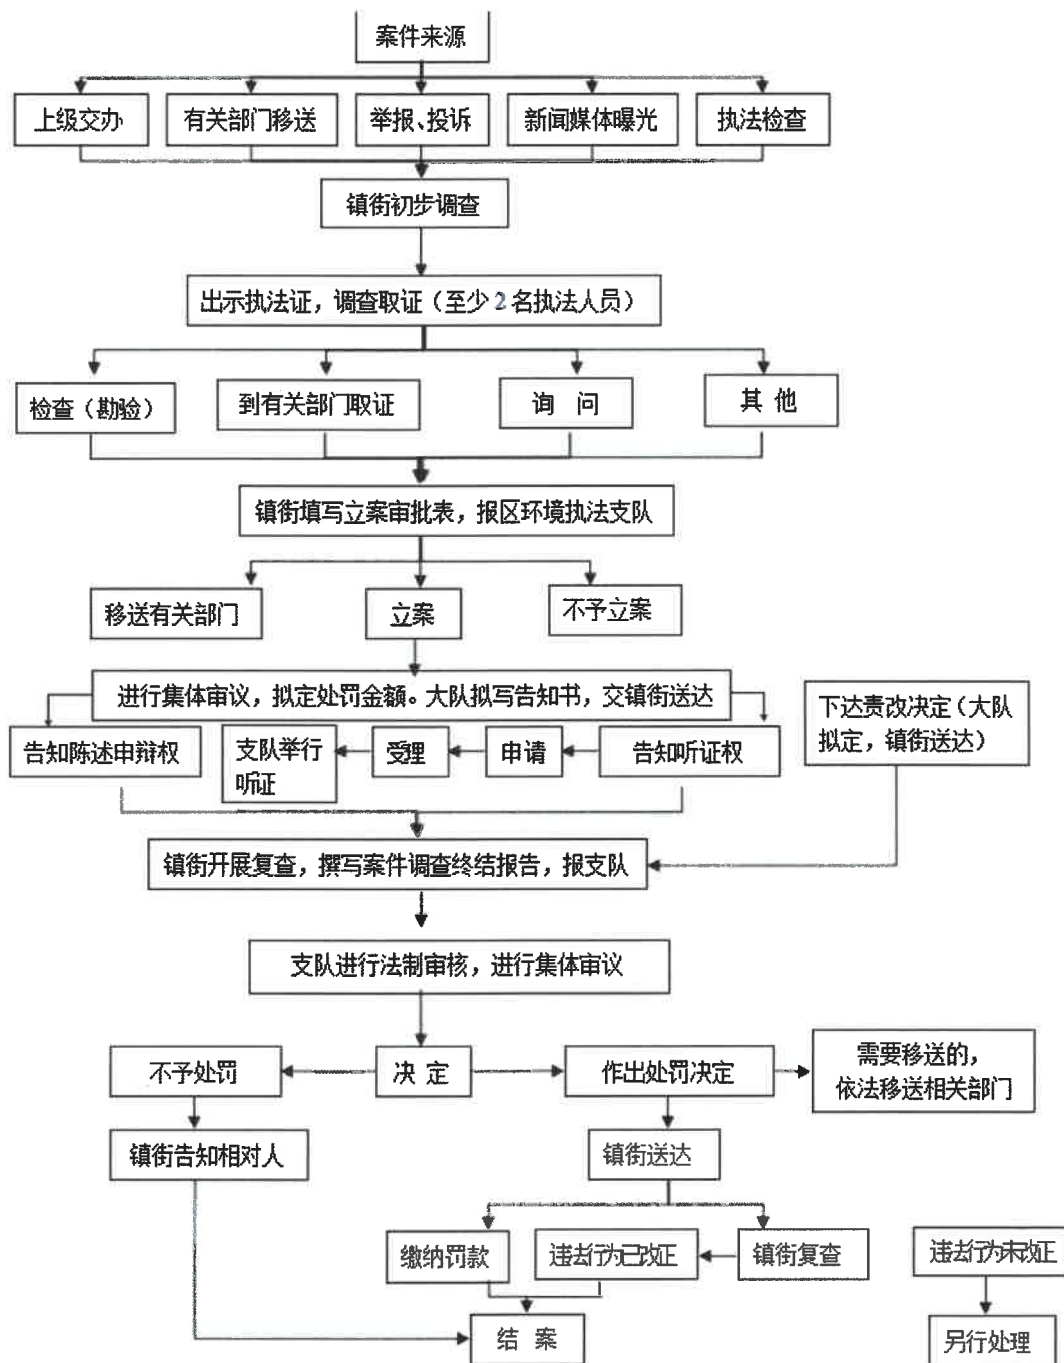 案件来源
上级交办
有关部门移送
举报、投诉
新闻媒体曝光
执法检查
镇街初步调查
出示执法证，调查取证（至少2名执法人员）
检查（勘验）
到有关部门取证
询 问
其 他
镇街填写立案审批表，报区环境执法支队
移送有关部门
立案
不予立案
进行集体审议，拟定处罚金额。大队拟写告知书，交镇街送达
下达责改决定（大队
拟定，镇街送达）
告知陈述申辩权
支队举行
听证
受理
申请
告知听证权
镇街开展复查，撰写案件调查终结报告，报支队
支队进行法制审核，进行集体审议
不予处罚
决 定
作出处罚决定
需要移送的，
依法移送相关部门
镇街告知相对人
镇街送达
缴纳罚款
违去行为已改正
镇街复查
违去行为未改正
结 案
另行处理